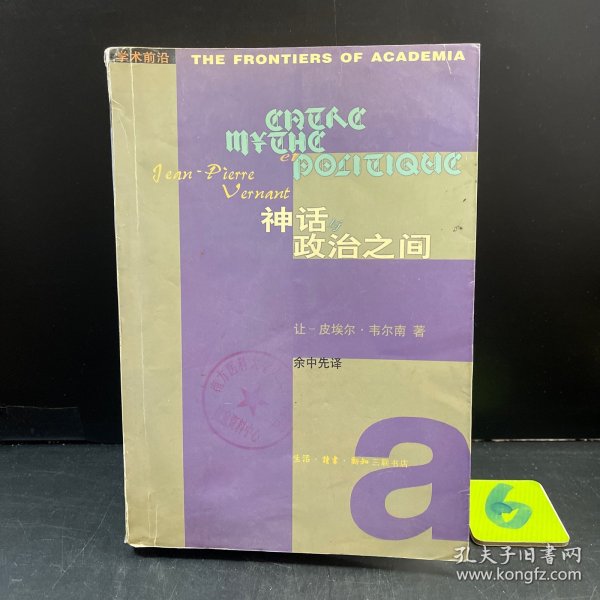 学术前沿 THE FRONTIERS OF ACADEMIA
ENTRE
MYTHE
et POLITIQUE
Jean-Pierre
Vernant
神话与
政治之间
让-皮埃尔·韦尔南 著
余中先译
生活·读书·新知三联书店
a
6
孔夫子旧书网
www.kongfz.com